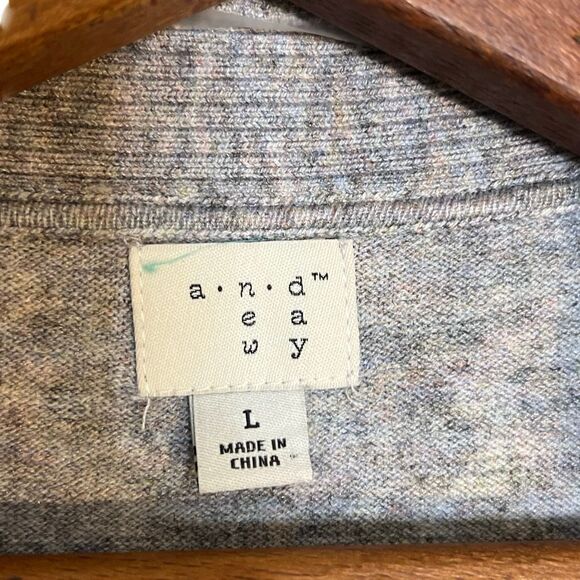 a · n · d™
e a
w y
L
MADE IN
CHINA